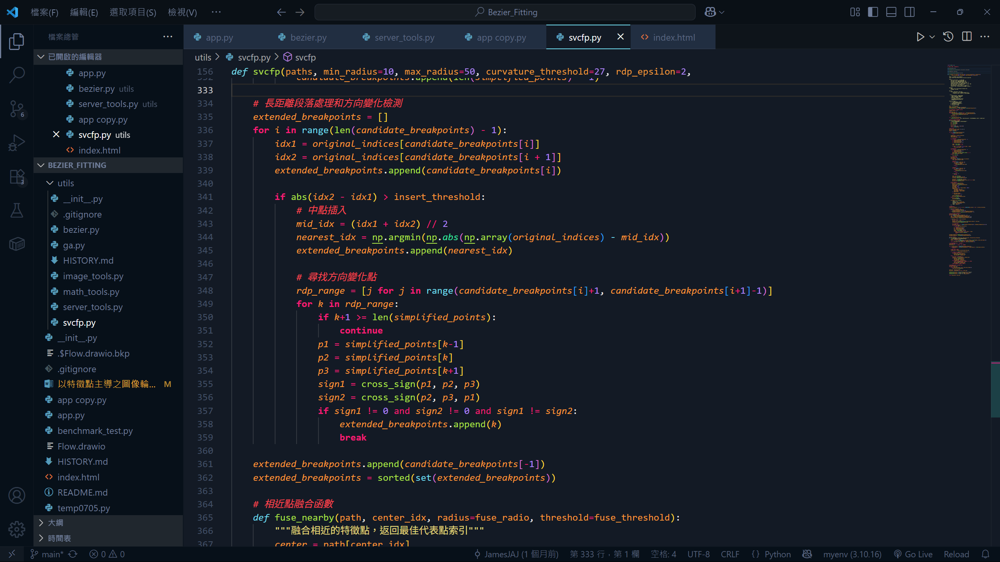 檔案(F) 編輯(E) 選取項目(S) 檢視(V) ··· Bezier_Fitting
檔案總管 ···
已開啟的編輯器
app.py
bezier.py utils
server_tools.py utils
app copy.py
svcfp.py utils
index.html
BEZIER_FITTING
utils
__init__.py
.gitignore
bezier.py
ga.py
HISTORY.md
image_tools.py
math_tools.py
server_tools.py
svcfp.py
__init__.py
.$Flow.drawio.bkp
.gitignore
以特徵點主導之圖像輪... M
app copy.py
app.py
benchmark_test.py
Flow.drawio
HISTORY.md
index.html
README.md
temp0705.py
大綱
時間表
6
3
app.py bezier.py server_tools.py app copy.py svcfp.py index.html
utils > svcfp.py > svcfp
156 def svcfp(paths, min_radius=10, max_radius=50, curvature_threshold=27, rdp_epsilon=2,
332 candidate_breakpoints.append(len(simplified_points) - 1)
333
334 # 長距離段落處理和方向變化檢測
335 extended_breakpoints = []
336 for i in range(len(candidate_breakpoints) - 1):
337 idx1 = original_indices[candidate_breakpoints[i]]
338 idx2 = original_indices[candidate_breakpoints[i + 1]]
339 extended_breakpoints.append(candidate_breakpoints[i])
340
341 if abs(idx2 - idx1) > insert_threshold:
342 # 中點插入
343 mid_idx = (idx1 + idx2) // 2
344 nearest_idx = np.argmin(np.abs(np.array(original_indices) - mid_idx))
345 extended_breakpoints.append(nearest_idx)
346
347 # 尋找方向變化點
348 rdp_range = [j for j in range(candidate_breakpoints[i]+1, candidate_breakpoints[i+1]-1)]
349 for k in rdp_range:
350 if k+1 >= len(simplified_points):
351 continue
352 p1 = simplified_points[k-1]
353 p2 = simplified_points[k]
354 p3 = simplified_points[k+1]
355 sign1 = cross_sign(p1, p2, p3)
356 sign2 = cross_sign(p2, p3, p1)
357 if sign1 != 0 and sign2 != 0 and sign1 != sign2:
358 extended_breakpoints.append(k)
359 break
360
361 extended_breakpoints.append(candidate_breakpoints[-1])
362 extended_breakpoints = sorted(set(extended_breakpoints))
363
364 # 相近點融合函數
365 def fuse_nearby(path, center_idx, radius=fuse_radio, threshold=fuse_threshold):
366 """融合相近的特徵點，返回最佳代表點索引"""
367 center = path[center_idx]
main* 0 0 JamesJAJ (1 個月前) 第 333 行，第 1 欄 空格: 4 UTF-8 CRLF {} Python myenv (3.10.16) Go Live Reload